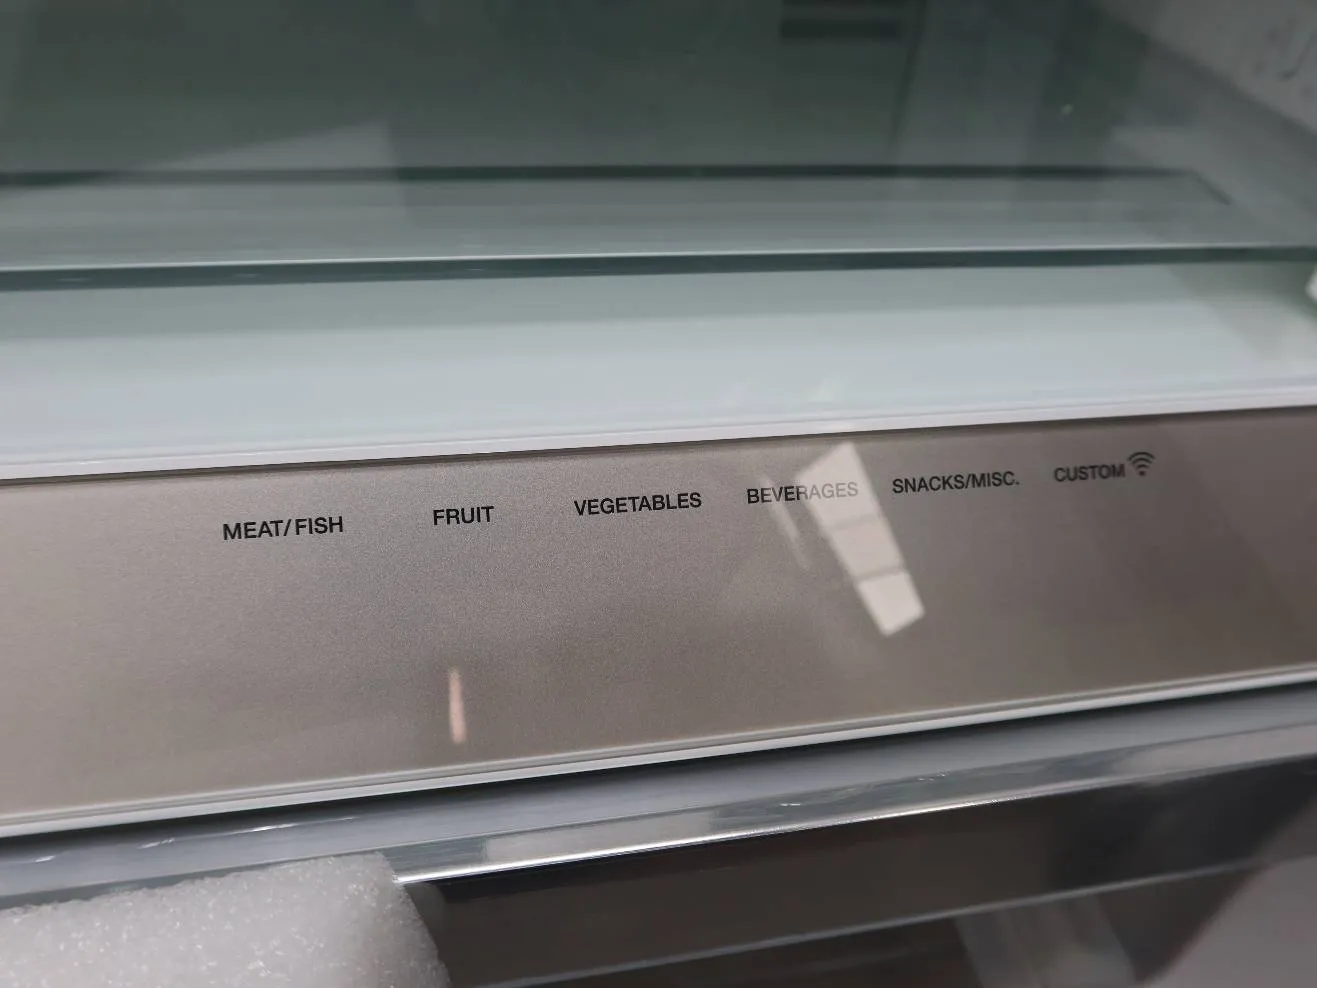 MEAT/FISH FRUIT VEGETABLES BEVERAGES SNACKS/MISC. CUSTOM